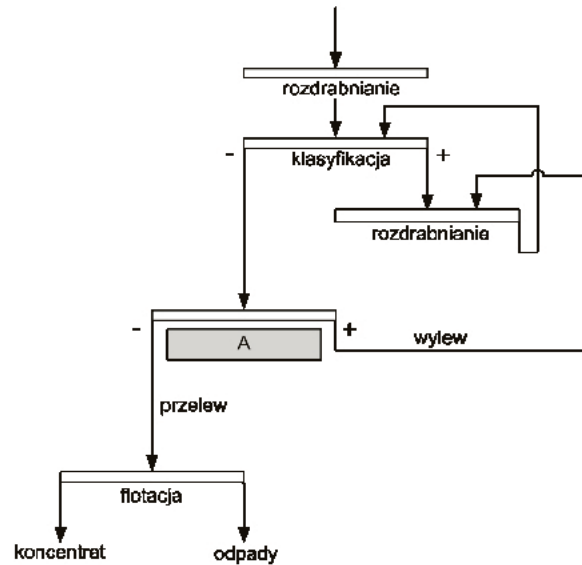 rozdrabnianie
- klasyfikacja +
rozdrabnianie
- A + wylew
przelew
flotacja
koncentrat odpady